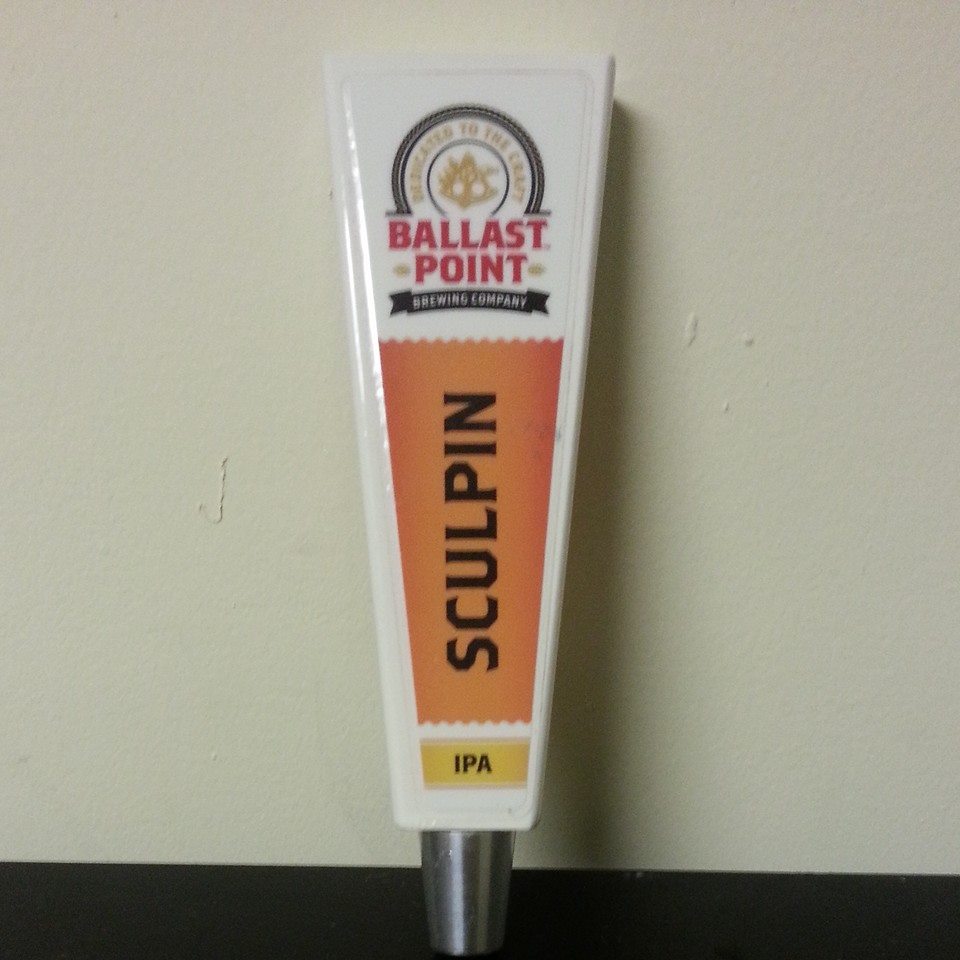 DEDICATED TO THE CRAFT
BALLAST
POINT
BREWING COMPANY
SCULPIN
IPA